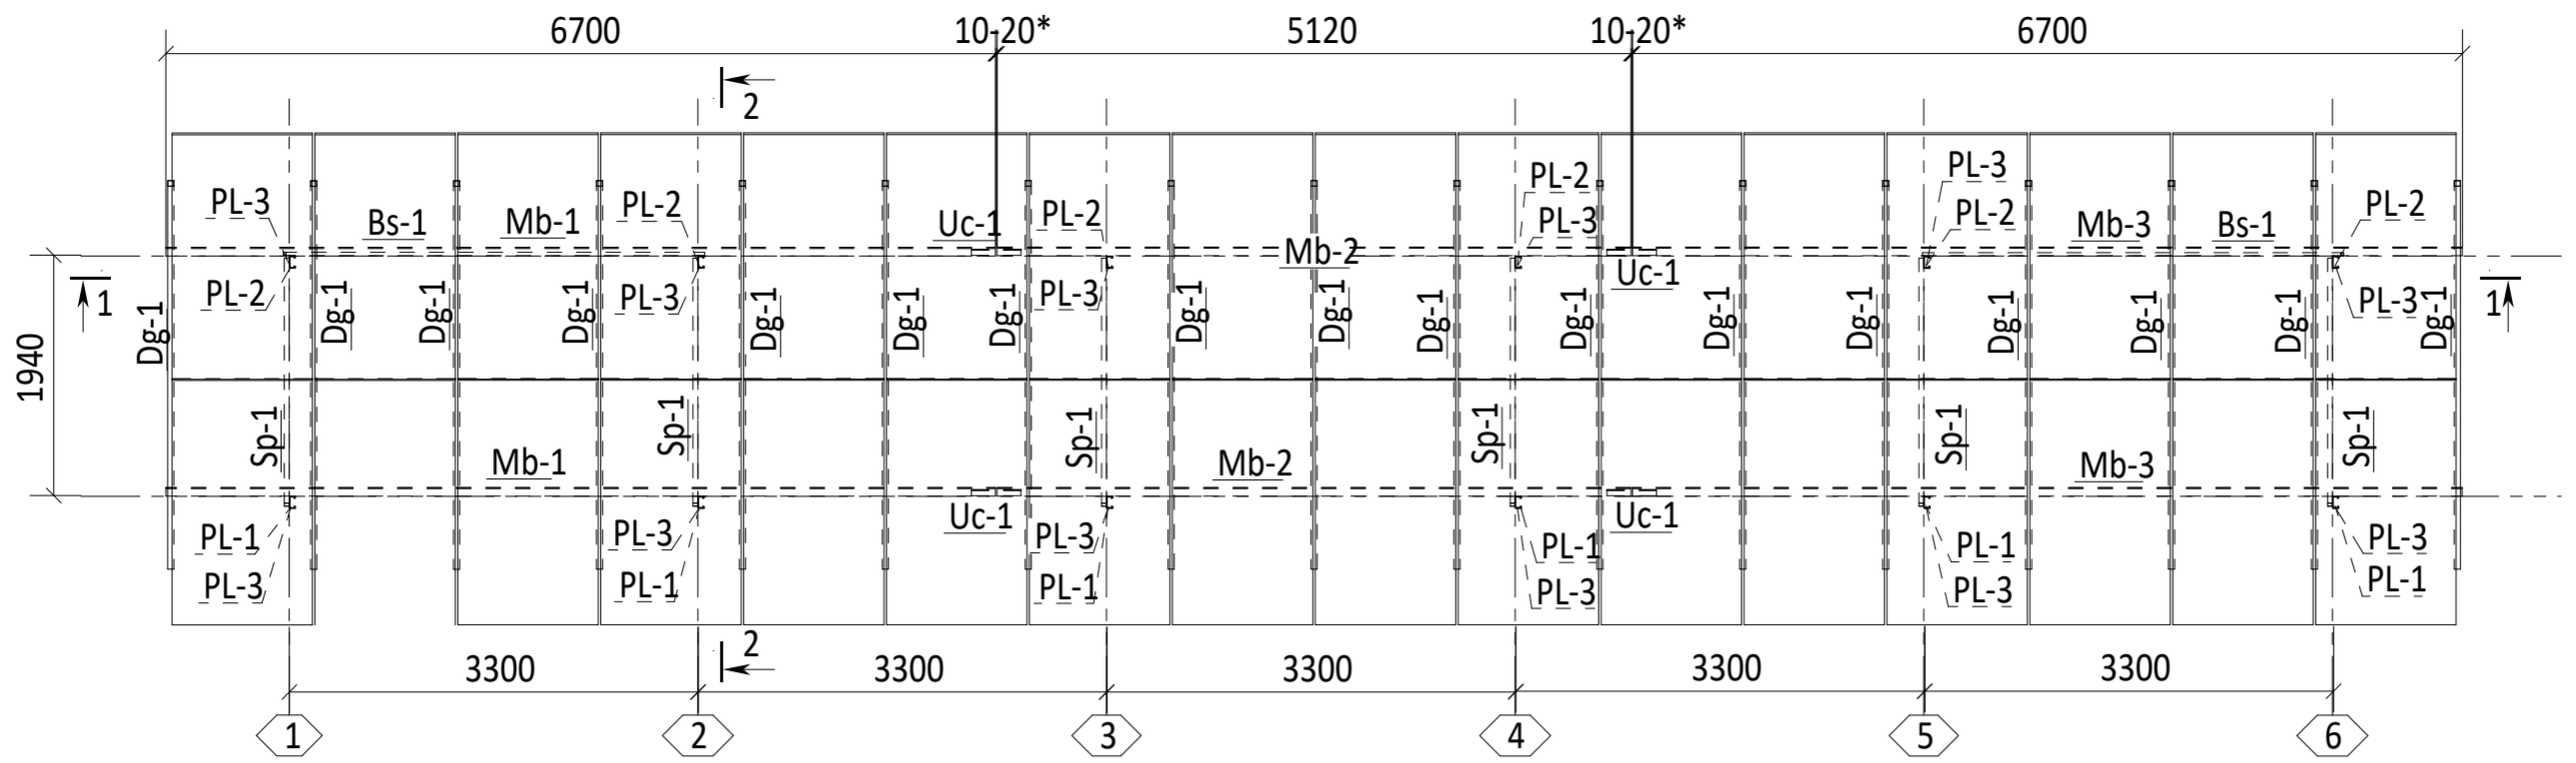 6700 10-20* 5120 10-20* 6700
2
PL-3 Bs-1 Mb-1 PL-2 Uc-1 PL-2 PL-2 PL-3 PL-3 PL-2 Mb-3 Bs-1 PL-2
Mb-2
1 PL-2 PL-3 PL-3 Uc-1 PL-3 1
Dg-1 Dg-1 Dg-1 Dg-1 Dg-1 Dg-1 Dg-1 Dg-1 Dg-1 Dg-1 Dg-1 Dg-1 Dg-1 Dg-1 Dg-1 Dg-1 Dg-1
1940
Sp-1 Sp-1 Sp-1 Sp-1 Sp-1 Sp-1
Mb-1 Mb-2 Mb-3
Uc-1 Uc-1
PL-1 PL-3 PL-3 PL-1 PL-1 PL-3
PL-3 PL-1 PL-1 PL-3 PL-3 PL-1
2
3300 3300 3300 3300 3300
1 2 3 4 5 6